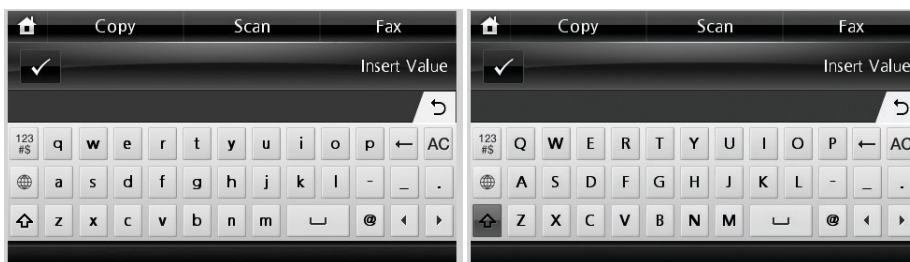 Copy Scan Fax
Insert Value
123 #$ q w e r t y u i o p ← AC
a s d f g h j k l - _ .
z x c v b n m @
Copy Scan Fax
Insert Value
123 #$ Q W E R T Y U I O P ← AC
A S D F G H J K L - _ .
Z X C V B N M @